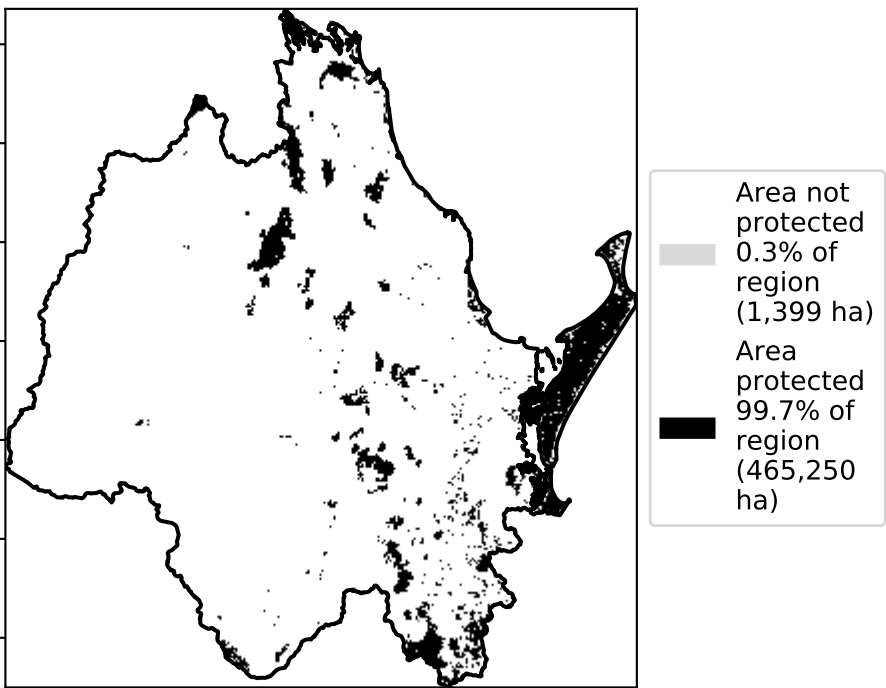 Area not
protected
0.3% of
region
(1,399 ha)
Area
protected
99.7% of
region
(465,250
ha)